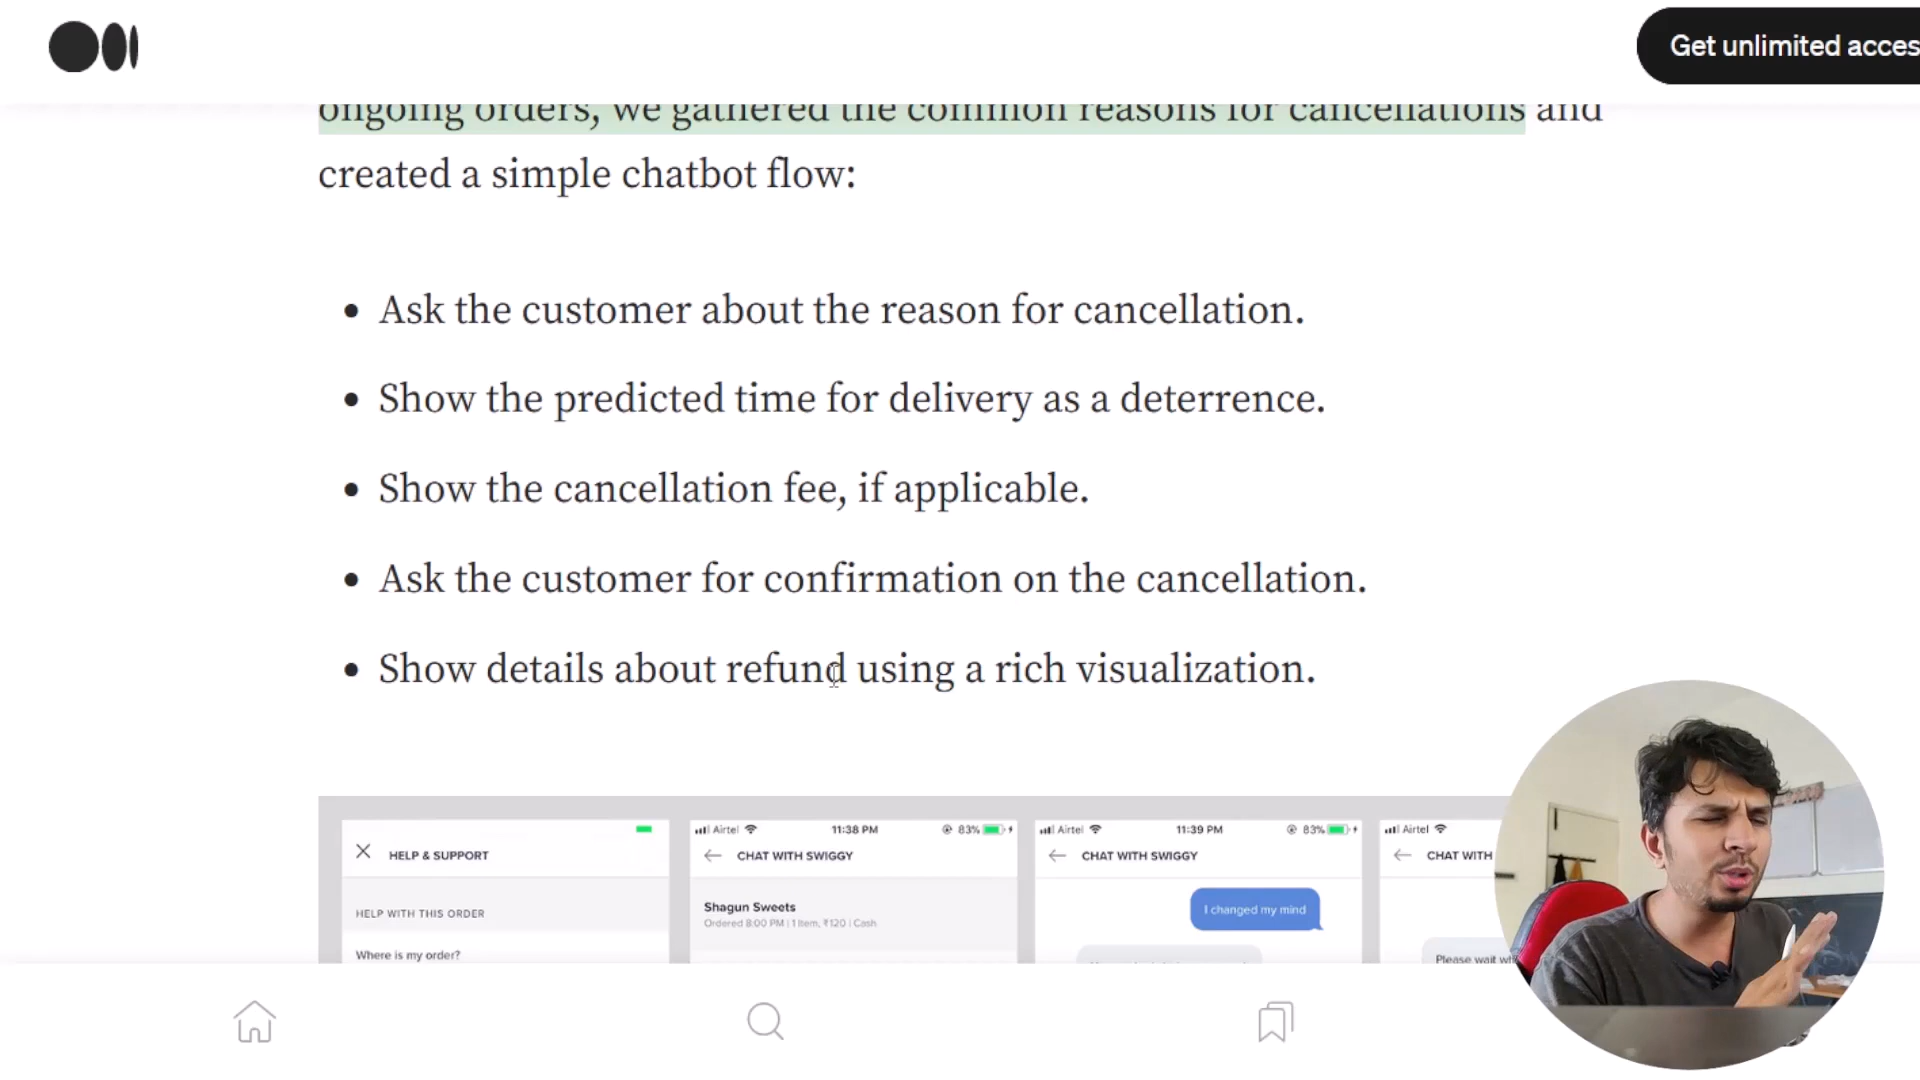 Get unlimited acces
ongoing orders, we gathered the common reasons for cancellations and
created a simple chatbot flow:
• Ask the customer about the reason for cancellation.
• Show the predicted time for delivery as a deterrence.
• Show the cancellation fee, if applicable.
• Ask the customer for confirmation on the cancellation.
• Show details about refund using a rich visualization.
HELP & SUPPORT
HELP WITH THIS ORDER
Where is my order?
Airtel 11:38 PM 83%
CHAT WITH SWIGGY
Shagun Sweets
Ordered 8:00 PM | 1 Item, ₹120 | Cash
Airtel 11:39 PM 83%
CHAT WITH SWIGGY
I changed my mind
Airtel
CHAT WITH
Please wait wh